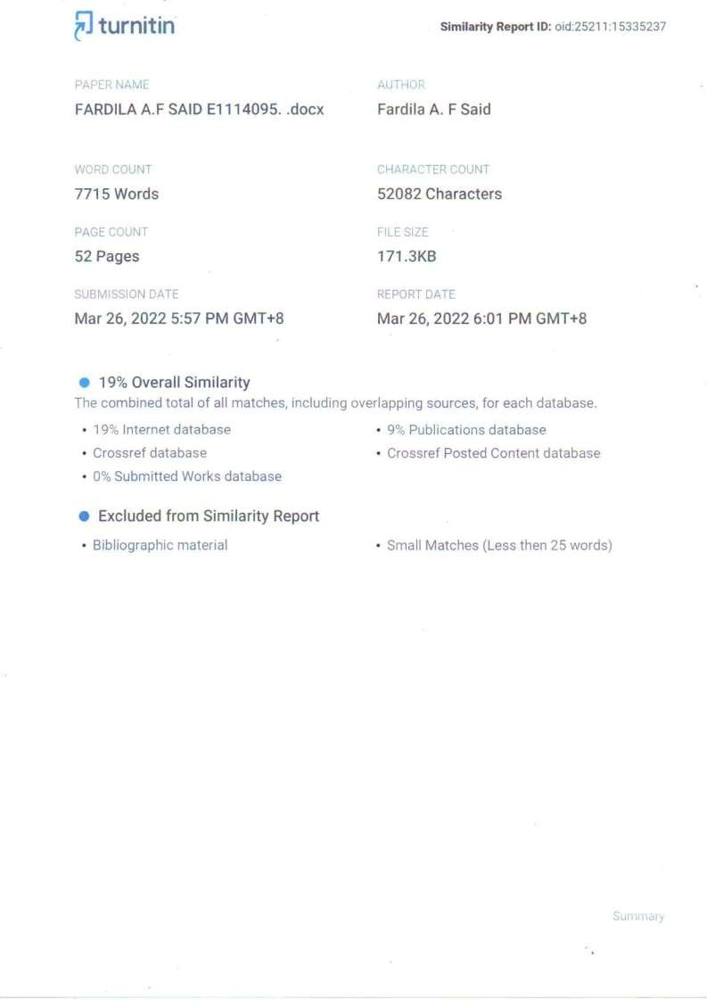 turnitin
Similarity Report ID: oid:25211:15335237
PAPER NAME
AUTHOR
FARDILA A.F SAID E1114095. .docx
Fardila A. F Said
WORD COUNT
CHARACTER COUNT
7715 Words
52082 Characters
PAGE COUNT
FILE SIZE
52 Pages
171.3KB
SUBMISSION DATE
REPORT DATE
Mar 26, 2022 5:57 PM GMT+8
Mar 26, 2022 6:01 PM GMT+8
● 19% Overall Similarity
The combined total of all matches, including overlapping sources, for each database.
• 19% Internet database
• 9% Publications database
• Crossref database
• Crossref Posted Content database
• 0% Submitted Works database
● Excluded from Similarity Report
• Bibliographic material
• Small Matches (Less then 25 words)
Summary